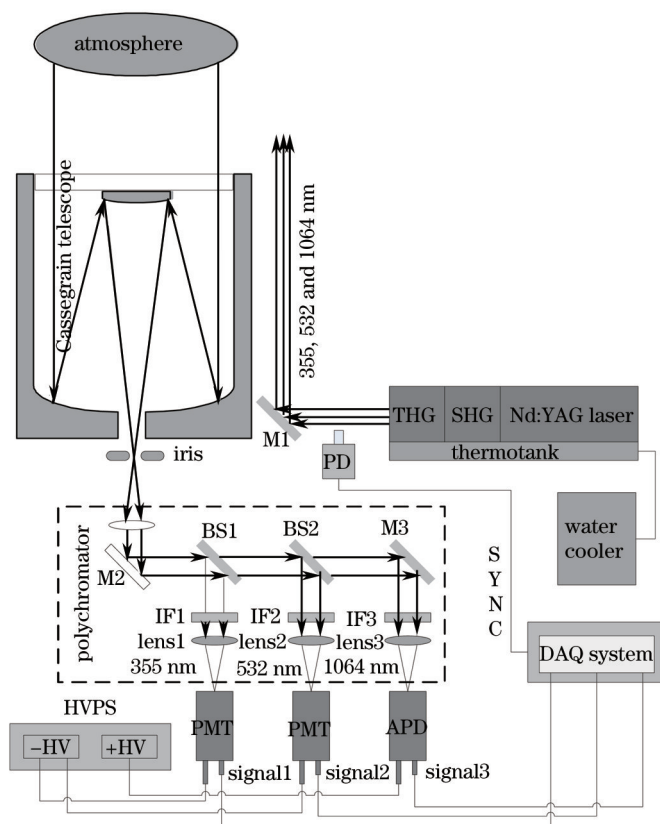 atmosphere
Cassegrain telescope
355, 532 and 1064 nm
THG
SHG
Nd:YAG laser
M1
thermotank
iris
PD
water
cooler
polychromator
BS1
BS2
M3
M2
SYNC
IF1
IF2
IF3
lens1
lens2
lens3
355 nm
532 nm
1064 nm
DAQ system
HVPS
−HV
+HV
PMT
PMT
APD
signal1
signal2
signal3